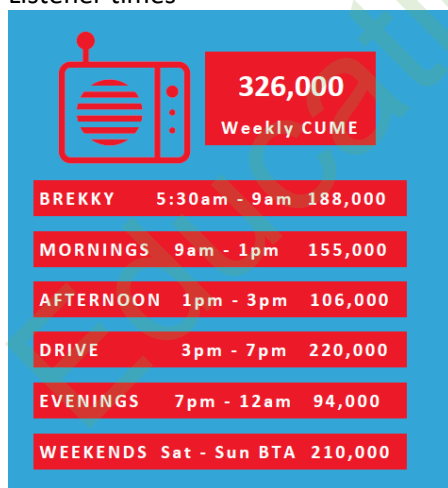 Listener times
326,000
Weekly CUME
BREKKY 5:30am - 9am 188,000
MORNINGS 9am - 1pm 155,000
AFTERNOON 1pm - 3pm 106,000
DRIVE 3pm - 7pm 220,000
EVENINGS 7pm - 12am 94,000
WEEKENDS Sat - Sun BTA 210,000